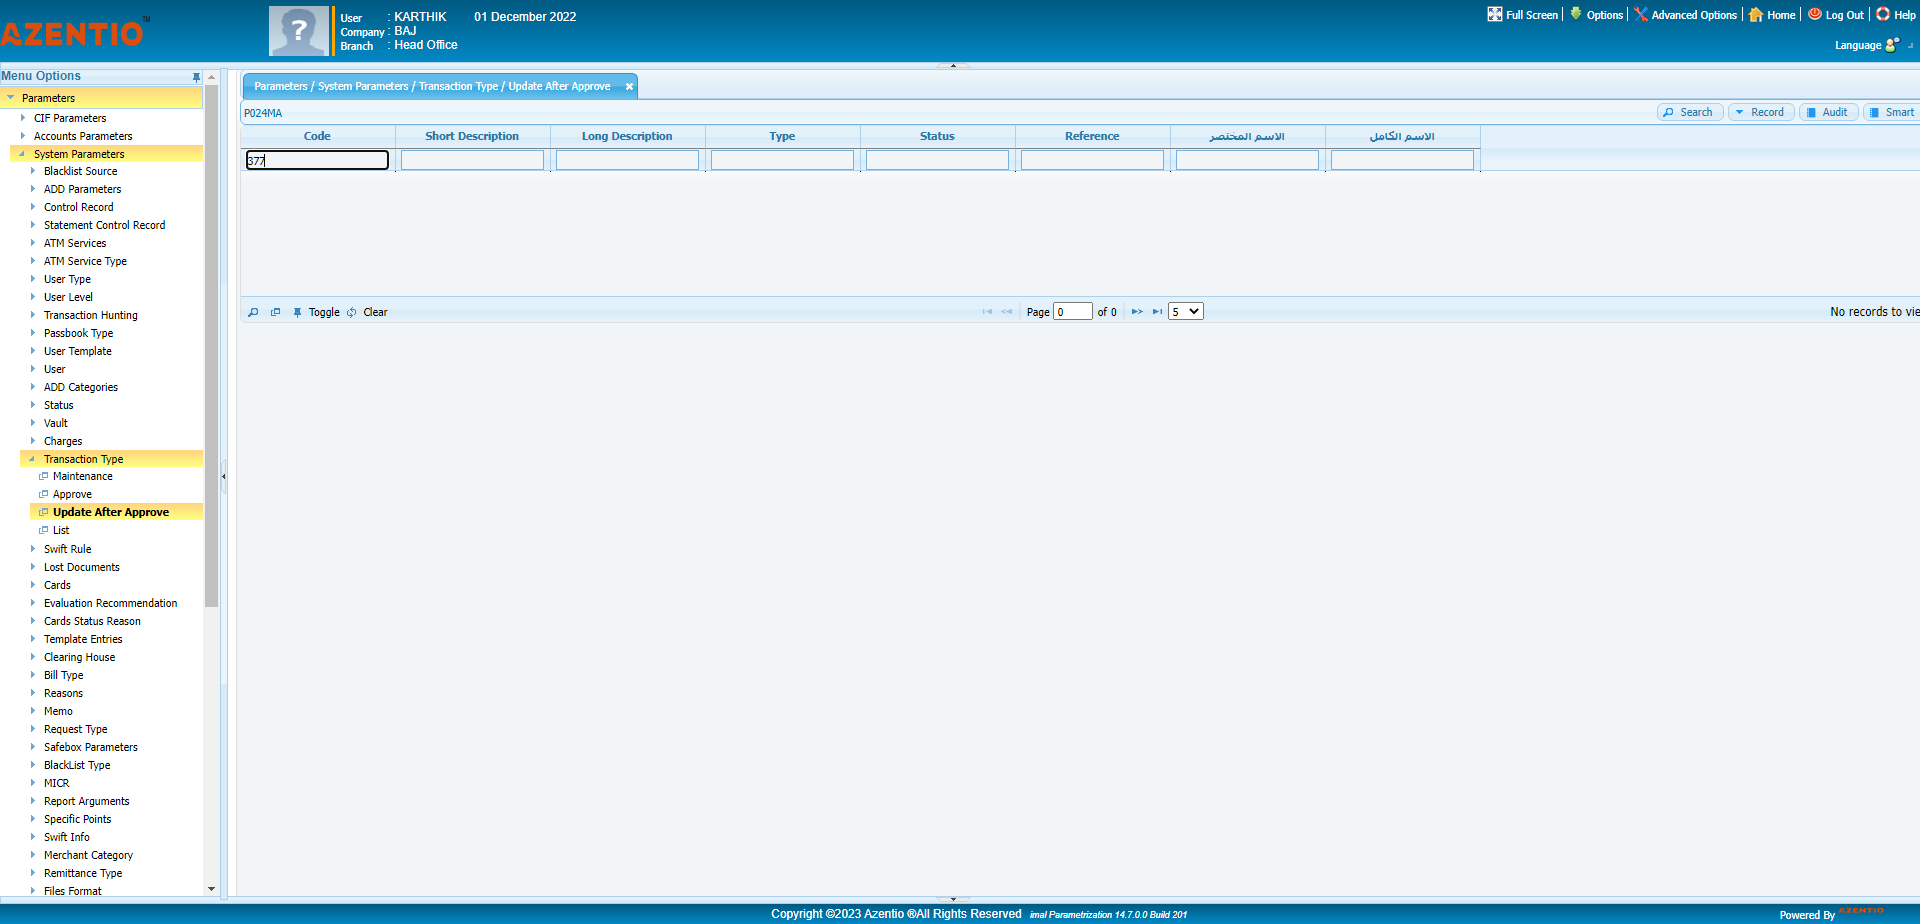 AZENTIO™
User : KARTHIK 01 December 2022
Company : BAJ
Branch : Head Office
Full Screen Options Advanced Options Home Log Out Help
Language
Menu Options
Parameters
CIF Parameters
Accounts Parameters
System Parameters
Blacklist Source
ADD Parameters
Control Record
Statement Control Record
ATM Services
ATM Service Type
User Type
User Level
Transaction Hunting
Passbook Type
User Template
User
ADD Categories
Status
Vault
Charges
Transaction Type
Maintenance
Approve
Update After Approve
List
Swift Rule
Lost Documents
Cards
Evaluation Recommendation
Cards Status Reason
Template Entries
Clearing House
Bill Type
Reasons
Memo
Request Type
Safebox Parameters
BlackList Type
MICR
Report Arguments
Specific Points
Swift Info
Merchant Category
Remittance Type
Files Format
Parameters / System Parameters / Transaction Type / Update After Approve
P024MA
Search Record Audit Smart
Code Short Description Long Description Type Status Reference الاسم المختصر الاسم الكامل
377
Toggle Clear
Page 0 of 0 5
No records to vie
Copyright ©2023 Azentio ®All Rights Reserved imal Parametrization 14.7.0.0 Build 201
Powered By AZENTIO